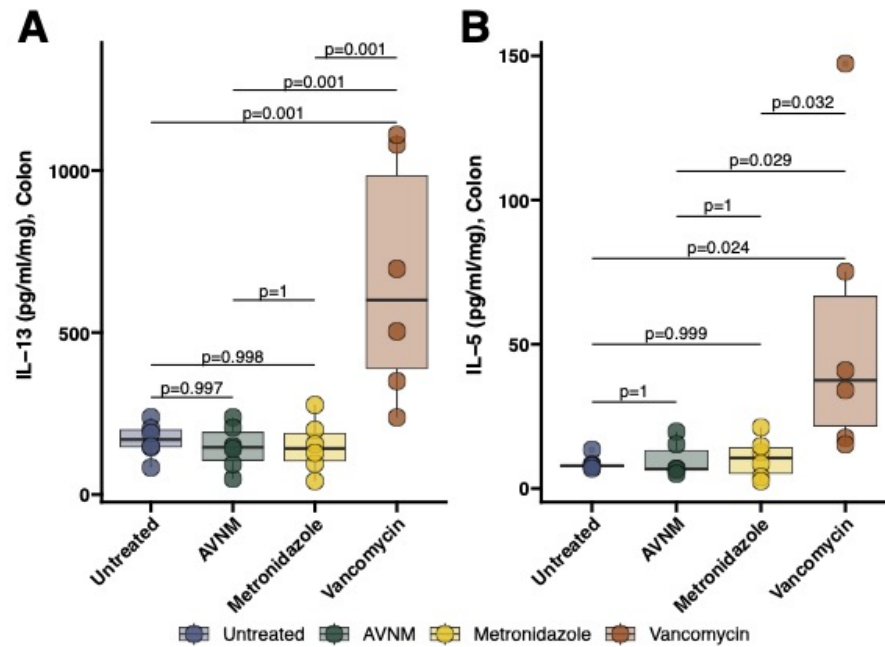 A
p=0.001
p=0.001
p=0.001
p=1
p=0.998
p=0.997
IL−13 (pg/ml/mg), Colon
1000
500
0
Untreated
AVNM
Metronidazole
Vancomycin
B
p=0.032
p=0.029
p=1
p=0.024
p=0.999
p=1
IL−5 (pg/ml/mg), Colon
150
100
50
0
Untreated
AVNM
Metronidazole
Vancomycin
Untreated AVNM Metronidazole Vancomycin